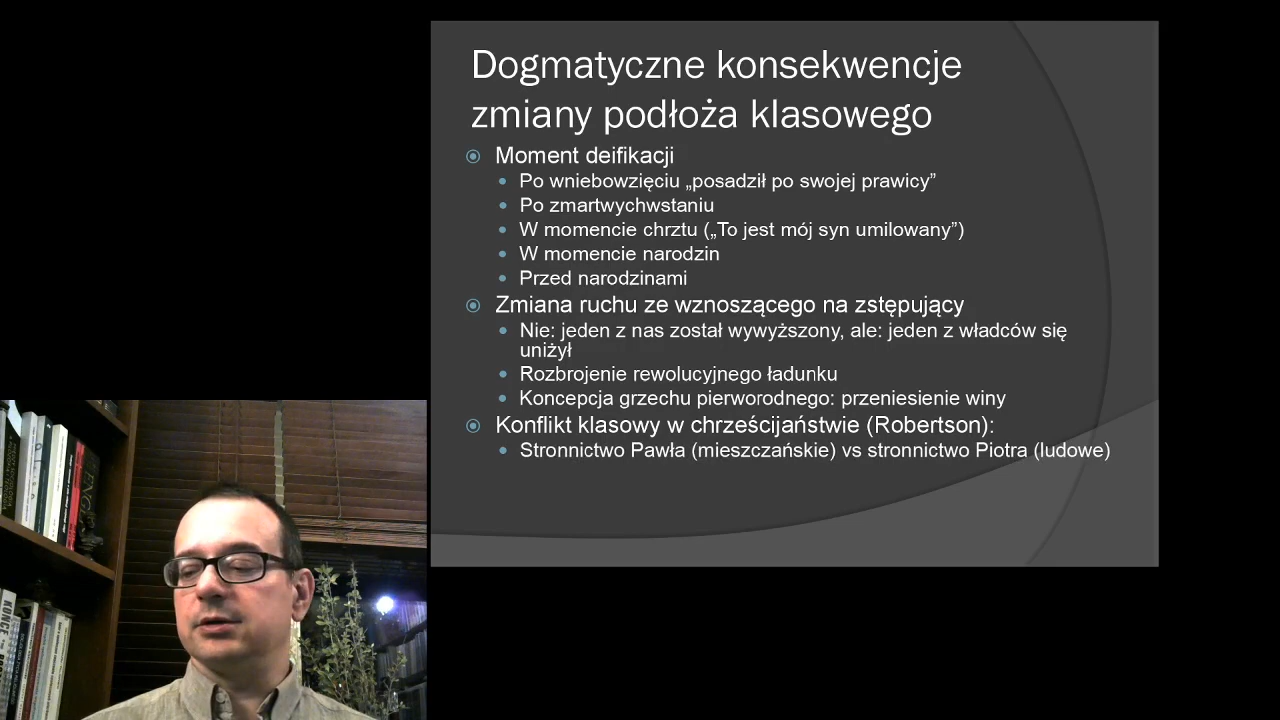 Dogmatyczne konsekwencje
zmiany podłoża klasowego
Moment deifikacji
Po wniebowzięciu „posadził po swojej prawicy”
Po zmartwychwstaniu
W momencie chrztu („To jest mój syn umilowany”)
W momencie narodzin
Przed narodzinami
Zmiana ruchu ze wznoszącego na zstępujący
Nie: jeden z nas został wywyższony, ale: jeden z władców się
uniżył
Rozbrojenie rewolucyjnego ładunku
Koncepcja grzechu pierworodnego: przeniesienie winy
Konflikt klasowy w chrześcijaństwie (Robertson):
Stronnictwo Pawła (mieszczańskie) vs stronnictwo Piotra (ludowe)